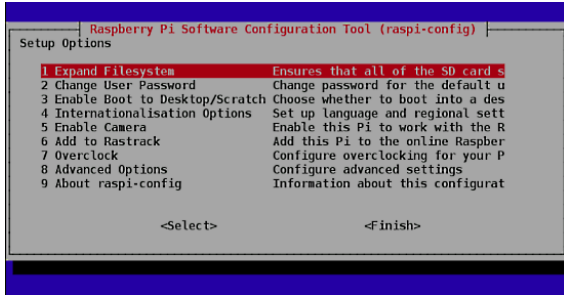 Raspberry Pi Software Configuration Tool (raspi-config)
Setup Options
1 Expand Filesystem Ensures that all of the SD card s
2 Change User Password Change password for the default u
3 Enable Boot to Desktop/Scratch Choose whether to boot into a des
4 Internationalisation Options Set up language and regional sett
5 Enable Camera Enable this Pi to work with the R
6 Add to Rastrack Add this Pi to the online Raspber
7 Overclock Configure overclocking for your P
8 Advanced Options Configure advanced settings
9 About raspi-config Information about this configurat
<Select> <Finish>